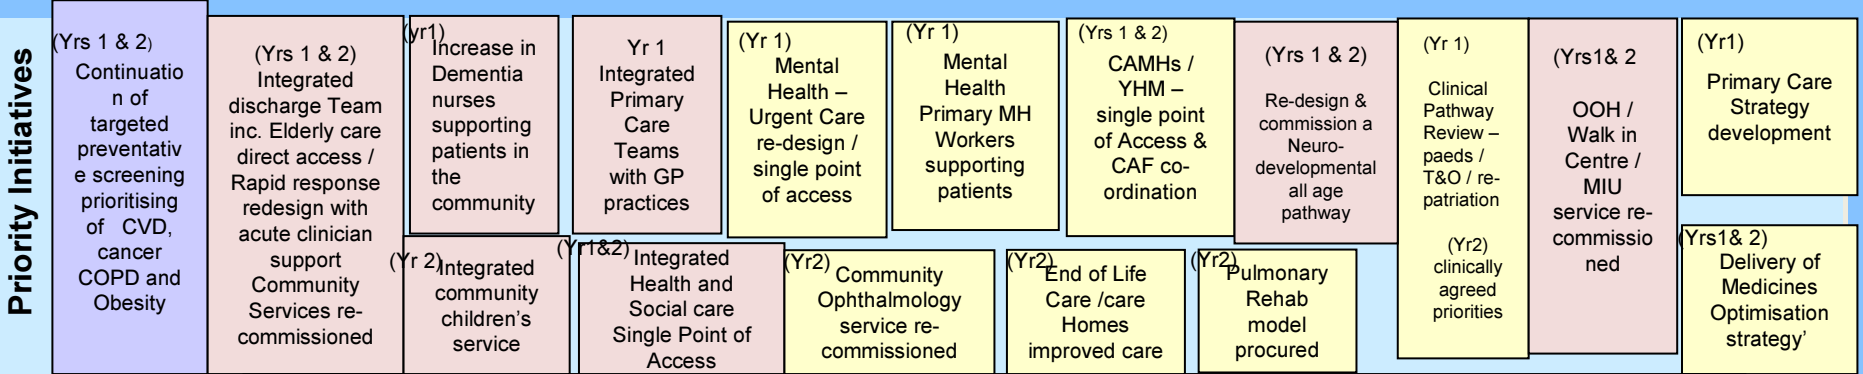 Priority Initiatives
(Yrs 1 & 2)
Continuatio
n of
targeted
preventativ
e screening
prioritising
of CVD,
cancer
COPD and
Obesity
(Yrs 1 & 2)
Integrated
discharge Team
inc. Elderly care
direct access /
Rapid response
redesign with
acute clinician
support
Community
Services re-
commissioned
(yr1)
Increase in
Dementia
nurses
supporting
patients in
the
community
Yr 1
Integrated
Primary
Care
Teams
with GP
practices
(Yr 1)
Mental
Health –
Urgent Care
re-design /
single point
of access
(Yr 1)
Mental
Health
Primary MH
Workers
supporting
patients
(Yrs 1 & 2)
CAMHs /
YHM –
single point
of Access &
CAF co-
ordination
(Yrs 1 & 2)
Re-design &
commission a
Neuro-
developmental
all age
pathway
(Yr 1)
Clinical
Pathway
Review –
paeds /
T&O / re-
patriation
(Yr2)
clinically
agreed
priorities
(Yrs1& 2
OOH /
Walk in
Centre /
MIU
service re-
commissio
ned
(Yr1)
Primary Care
Strategy
development
(Yr 2)
Integrated
community
children's
service
(Yr1&2)
Integrated
Health and
Social care
Single Point of
Access
(Yr2)
Community
Ophthalmology
service re-
commissioned
(Yr2)
End of Life
Care /care
Homes
improved care
(Yr2)
Pulmonary
Rehab
model
procured
(Yrs1& 2)
Delivery of
Medicines
Optimisation
strategy'